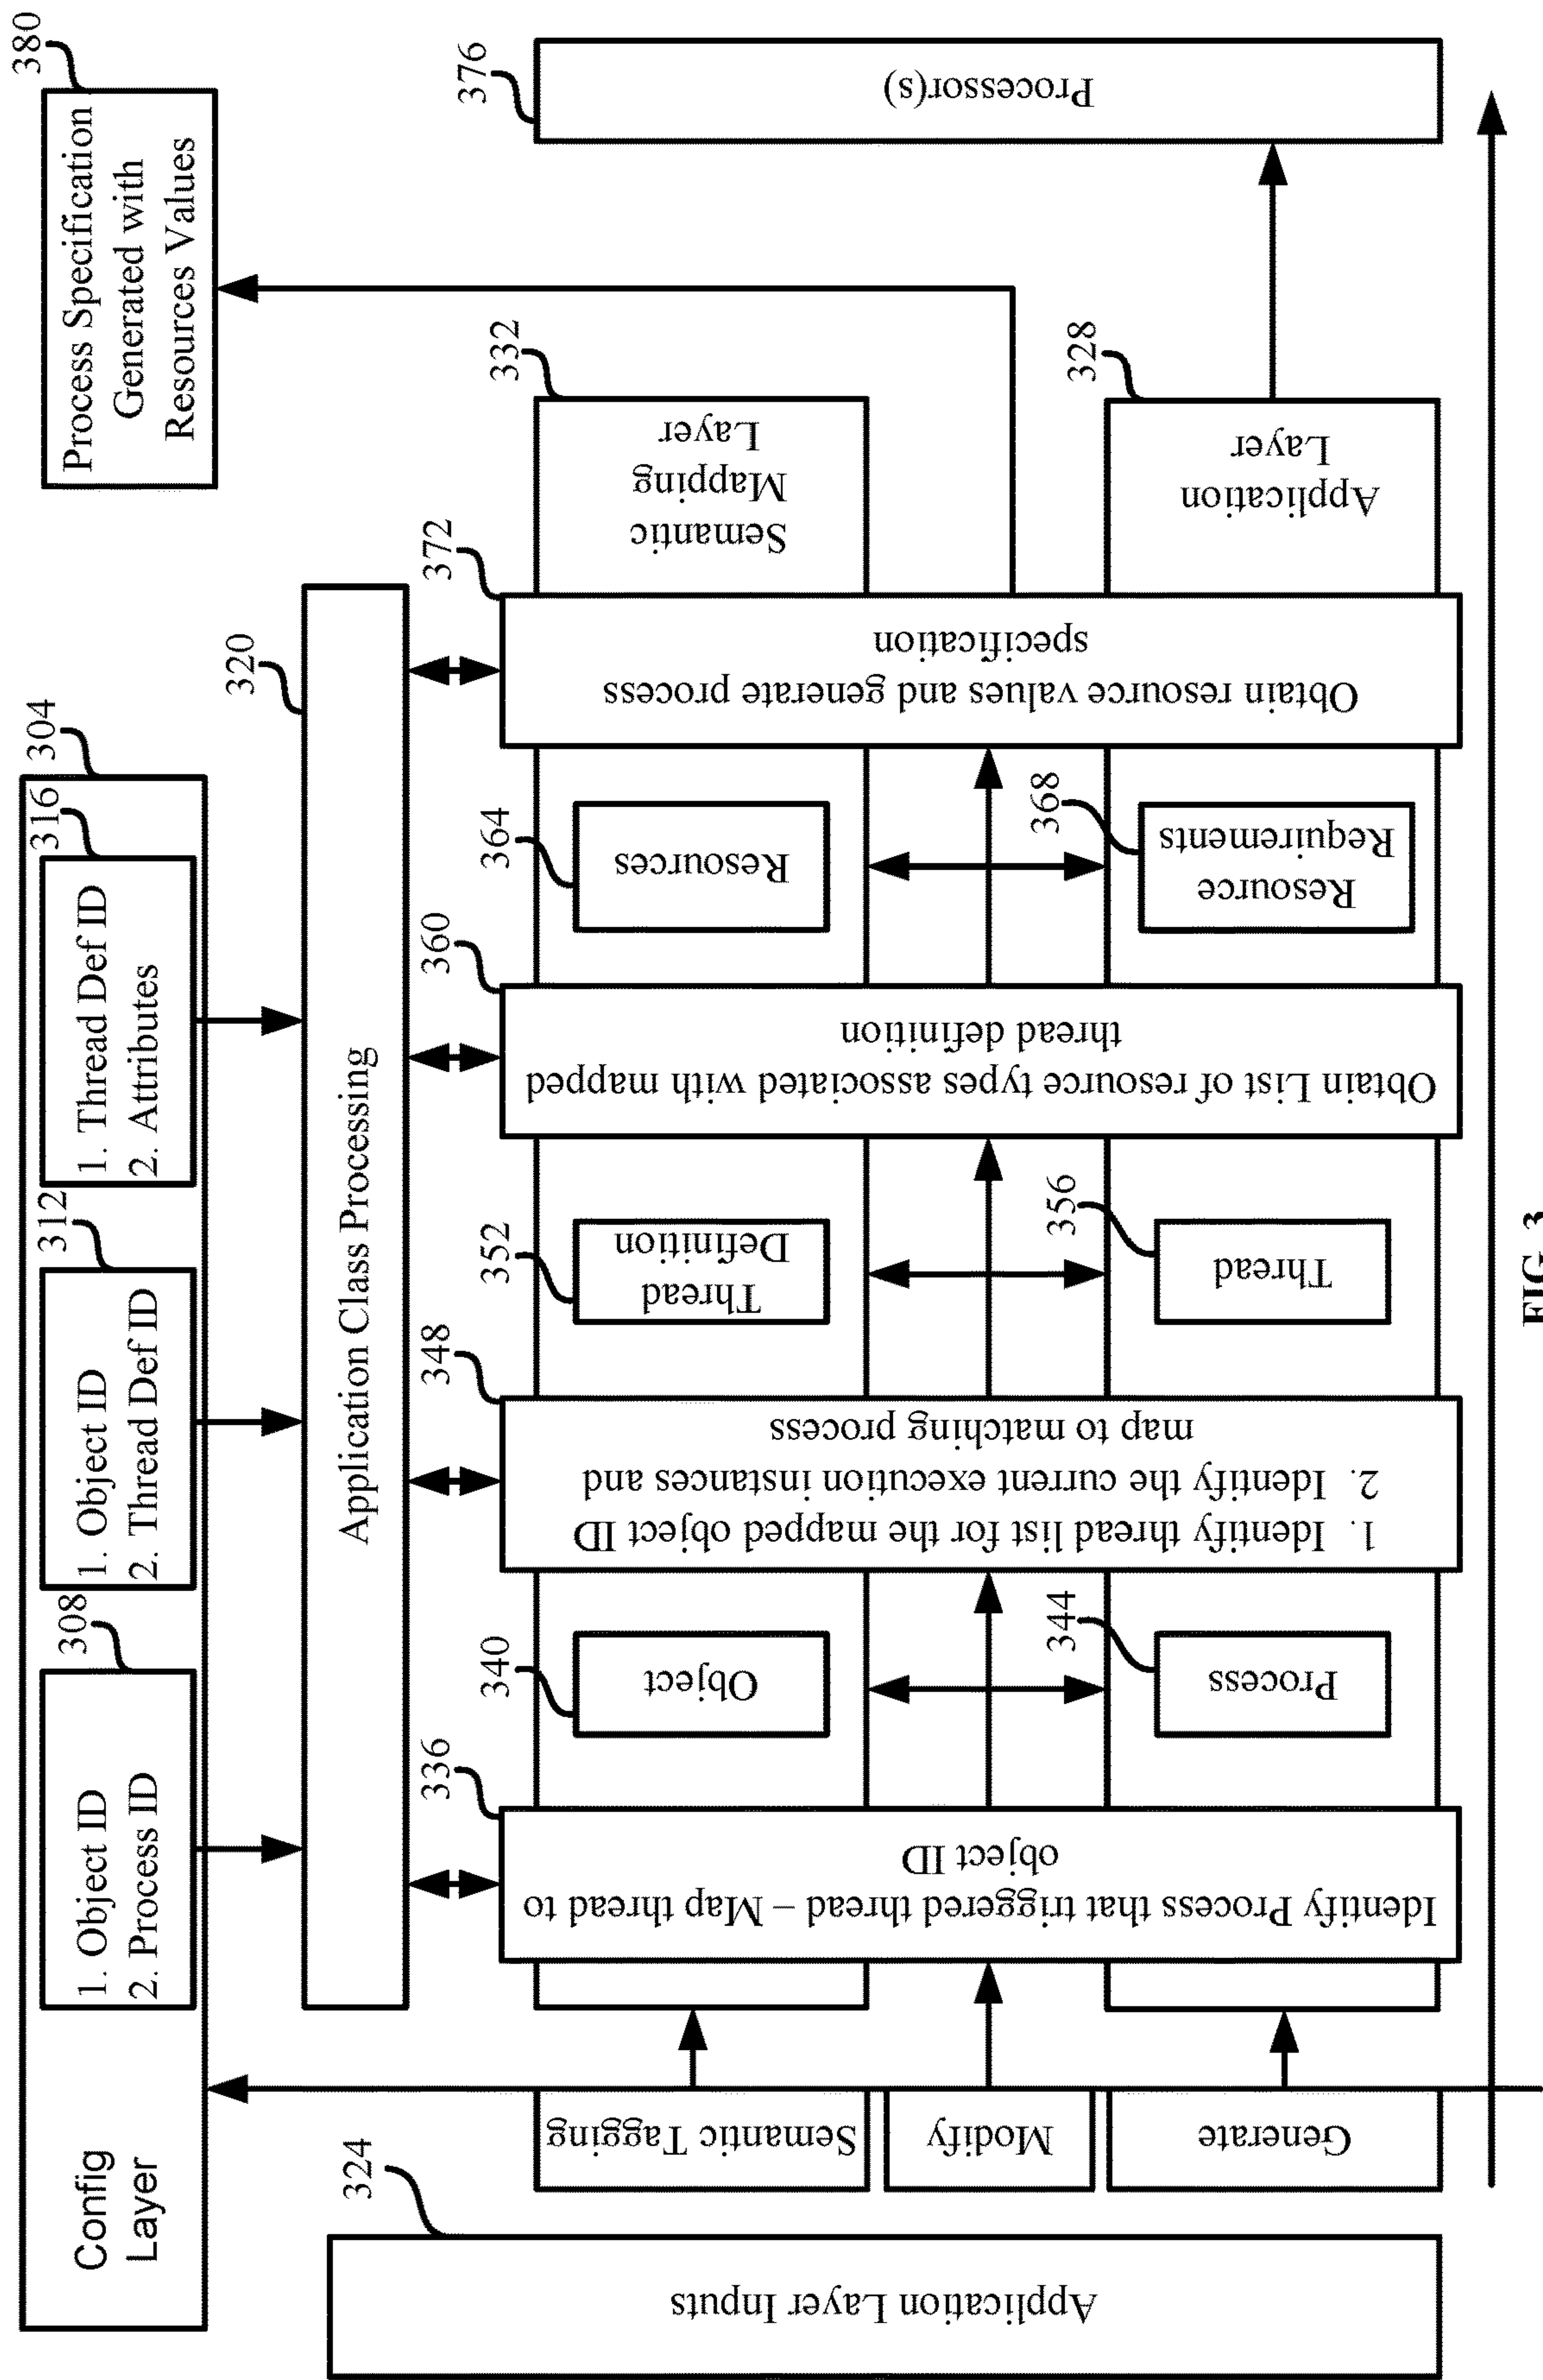 Config
Layer
304
1. Object ID
2. Process ID
308
1. Object ID
2. Thread Def ID
312
1. Thread Def ID
2. Attributes
316
Process Specification
Generated with
Resources Values
380
Application Class Processing
320
Application Layer Inputs
324
Semantic Tagging
Modify
Generate
Identify Process that triggered thread – Map thread to
object ID
336
Object
340
Process
344
1. Identify thread list for the mapped object ID
2. Identify the current execution instances and
map to matching process
348
Thread
Definition
352
Thread
356
Obtain List of resource types associated with mapped
thread definition
360
Resources
364
Resource
Requirements
368
Obtain resource values and generate process
specification
372
Semantic
Mapping
Layer
332
Application
Layer
328
Processor(s)
376
FIG. 3